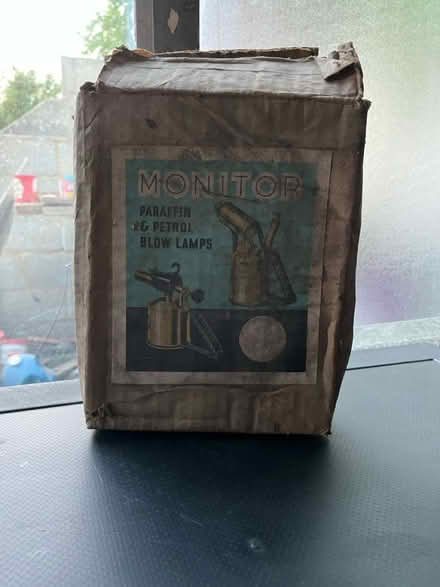 MONITOR
PARAFFIN
& PETROL
BLOW LAMPS